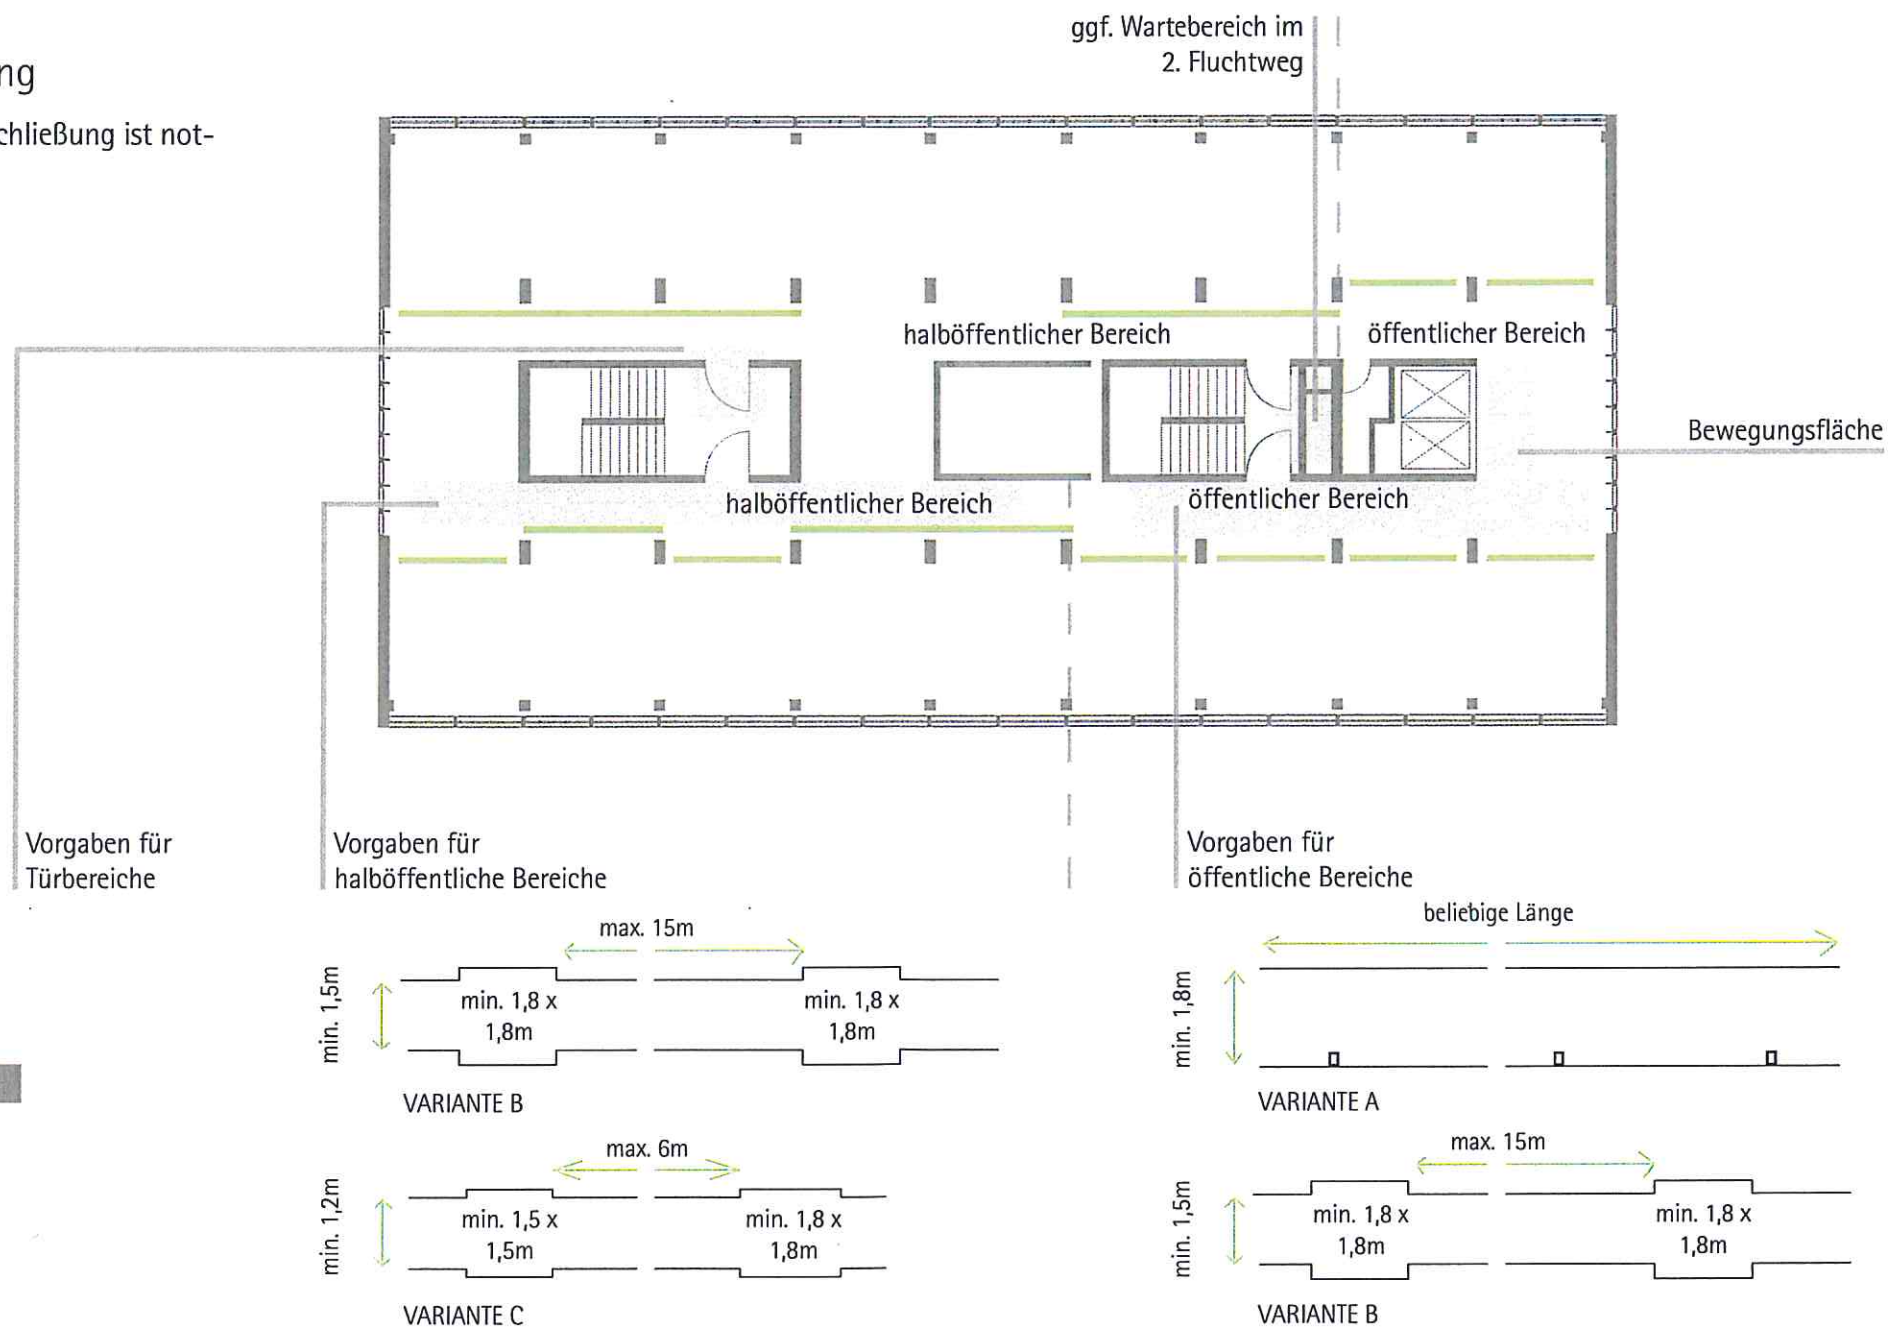 ng
chließung ist not-
ggf. Wartebereich im
2. Fluchtweg
halböffentlicher Bereich
öffentlicher Bereich
Bewegungsfläche
halböffentlicher Bereich
öffentlicher Bereich
Vorgaben für
Türbereiche
Vorgaben für
halböffentliche Bereiche
max. 15m
min. 1,5m
min. 1,8 x
1,8m
min. 1,8 x
1,8m
VARIANTE B
max. 6m
min. 1,2m
min. 1,5 x
1,5m
min. 1,8 x
1,8m
VARIANTE C
Vorgaben für
öffentliche Bereiche
beliebige Länge
min. 1,8m
VARIANTE A
max. 15m
min. 1,5m
min. 1,8 x
1,8m
min. 1,8 x
1,8m
VARIANTE B